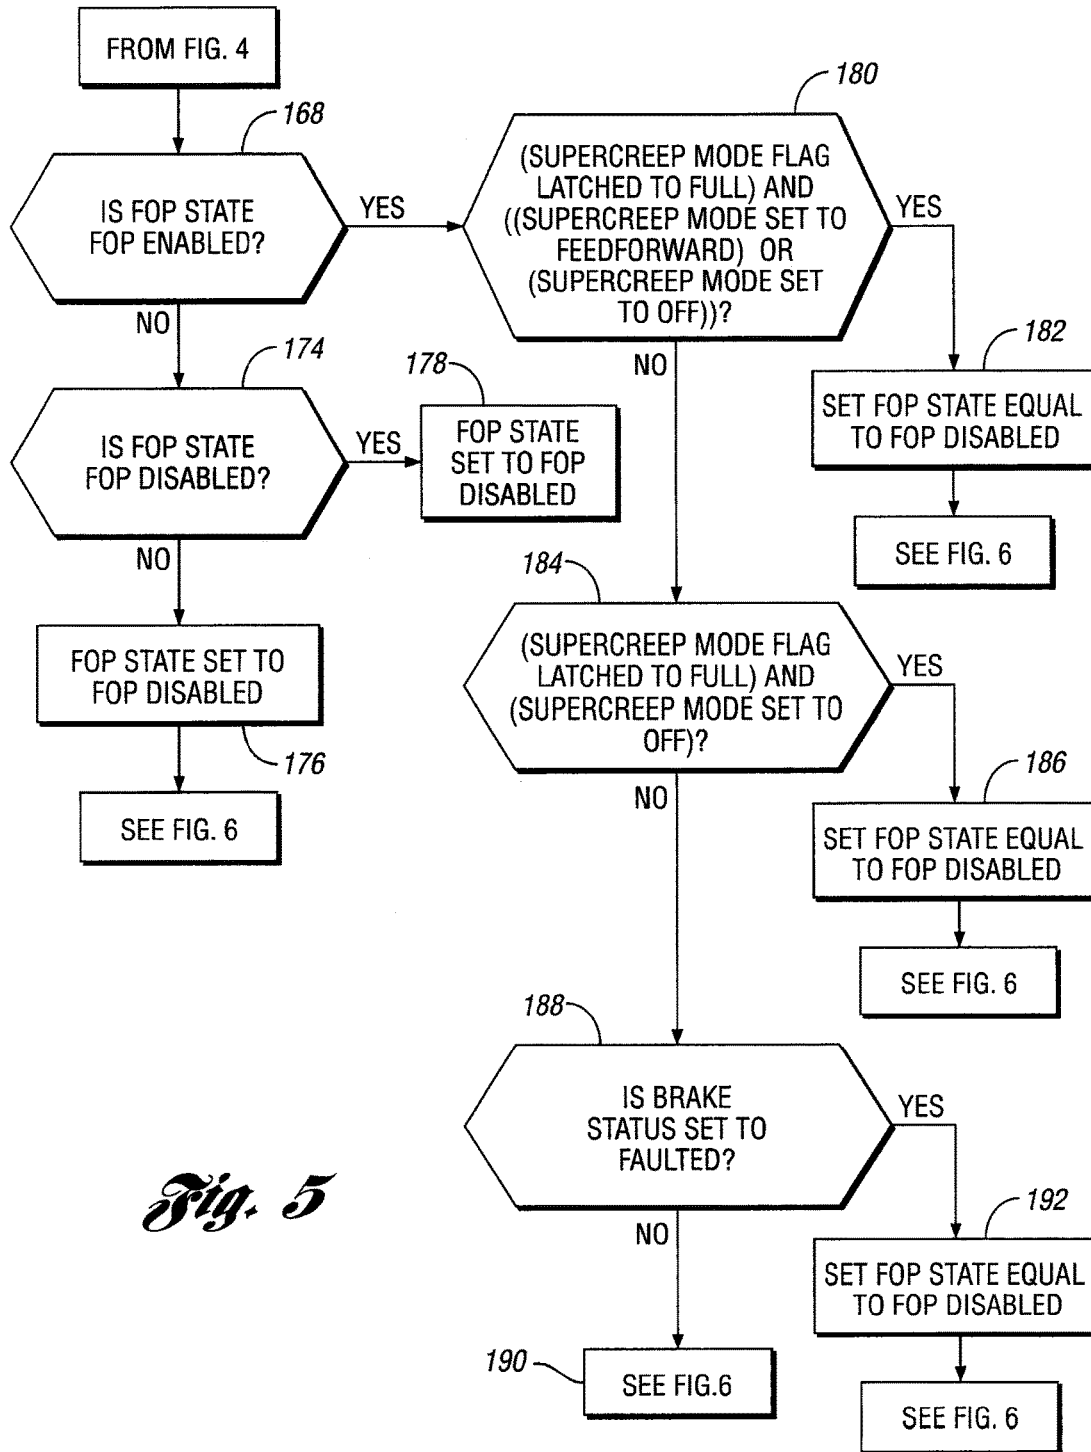 FROM FIG. 4
168
IS FOP STATE
FOP ENABLED?
YES
NO
180
(SUPERCREEP MODE FLAG
LATCHED TO FULL) AND
((SUPERCREEP MODE SET TO
FEEDFORWARD) OR
(SUPERCREEP MODE SET
TO OFF))?
YES
NO
182
SET FOP STATE EQUAL
TO FOP DISABLED
SEE FIG. 6
174
IS FOP STATE
FOP DISABLED?
YES
NO
178
FOP STATE
SET TO FOP
DISABLED
FOP STATE SET TO
FOP DISABLED
176
SEE FIG. 6
184
(SUPERCREEP MODE FLAG
LATCHED TO FULL) AND
(SUPERCREEP MODE SET TO
OFF)?
YES
NO
186
SET FOP STATE EQUAL
TO FOP DISABLED
SEE FIG. 6
188
IS BRAKE
STATUS SET TO
FAULTED?
YES
NO
192
SET FOP STATE EQUAL
TO FOP DISABLED
SEE FIG. 6
190
SEE FIG.6
Fig. 5